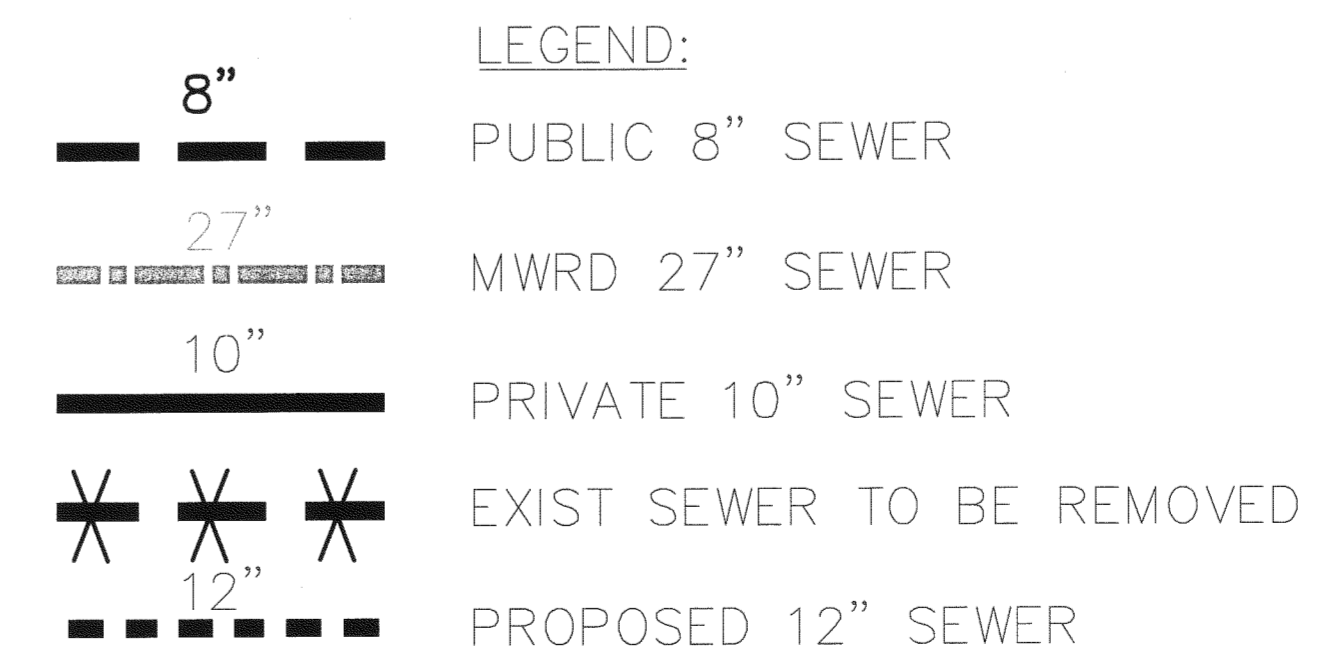 LEGEND:
8” PUBLIC 8” SEWER
27” MWRD 27” SEWER
10” PRIVATE 10” SEWER
EXIST SEWER TO BE REMOVED
12” PROPOSED 12” SEWER